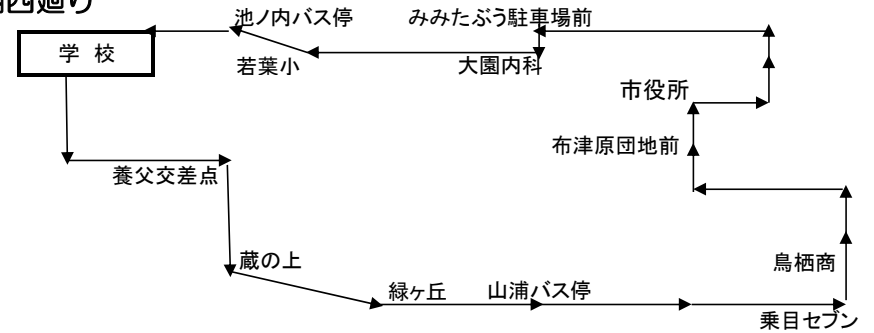 池ノ内バス停
みみたぶう駐車場前
学 校
若葉小
大園内科
市役所
布津原団地前
養父交差点
蔵の上
鳥栖商
緑ヶ丘
山浦バス停
乗目セブン